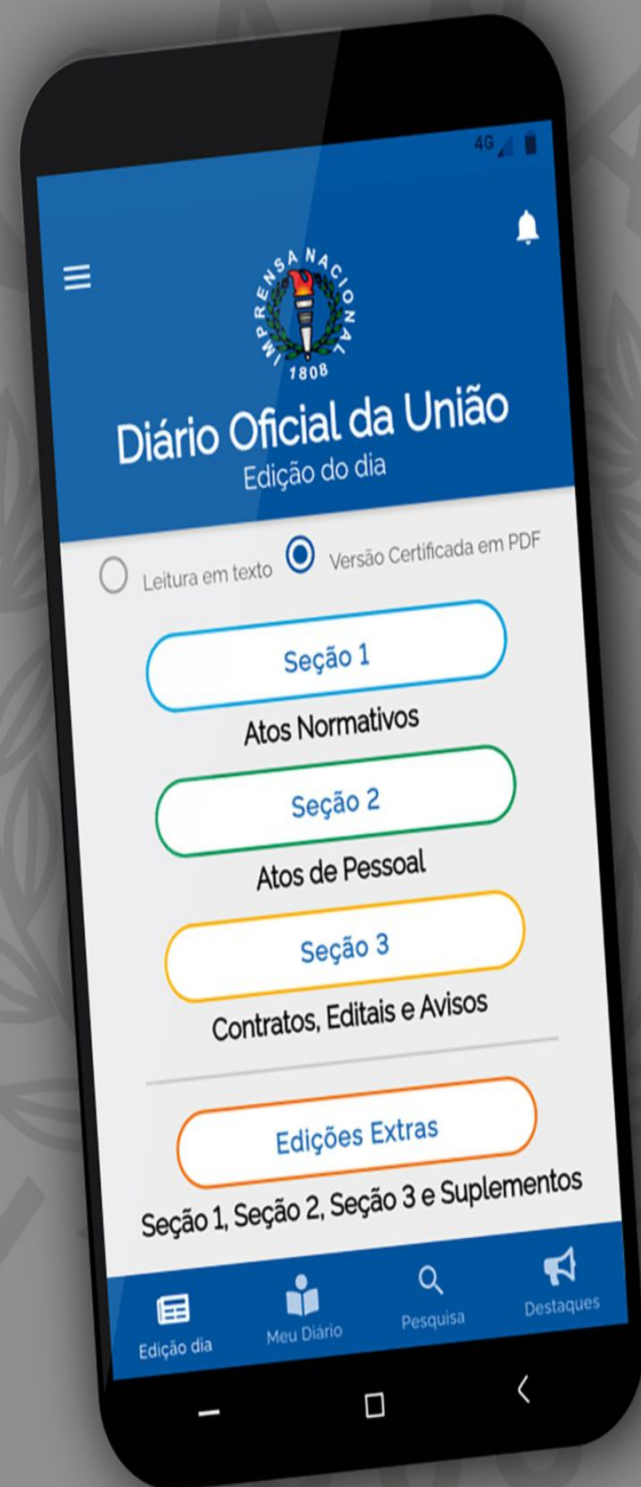 4G
IMPRENSA NACIONAL
1808
Diário Oficial da União
Edição do dia
Leitura em texto Versão Certificada em PDF
Seção 1
Atos Normativos
Seção 2
Atos de Pessoal
Seção 3
Contratos, Editais e Avisos
Edições Extras
Seção 1, Seção 2, Seção 3 e Suplementos
Edição dia Meu Diário Pesquisa Destaques